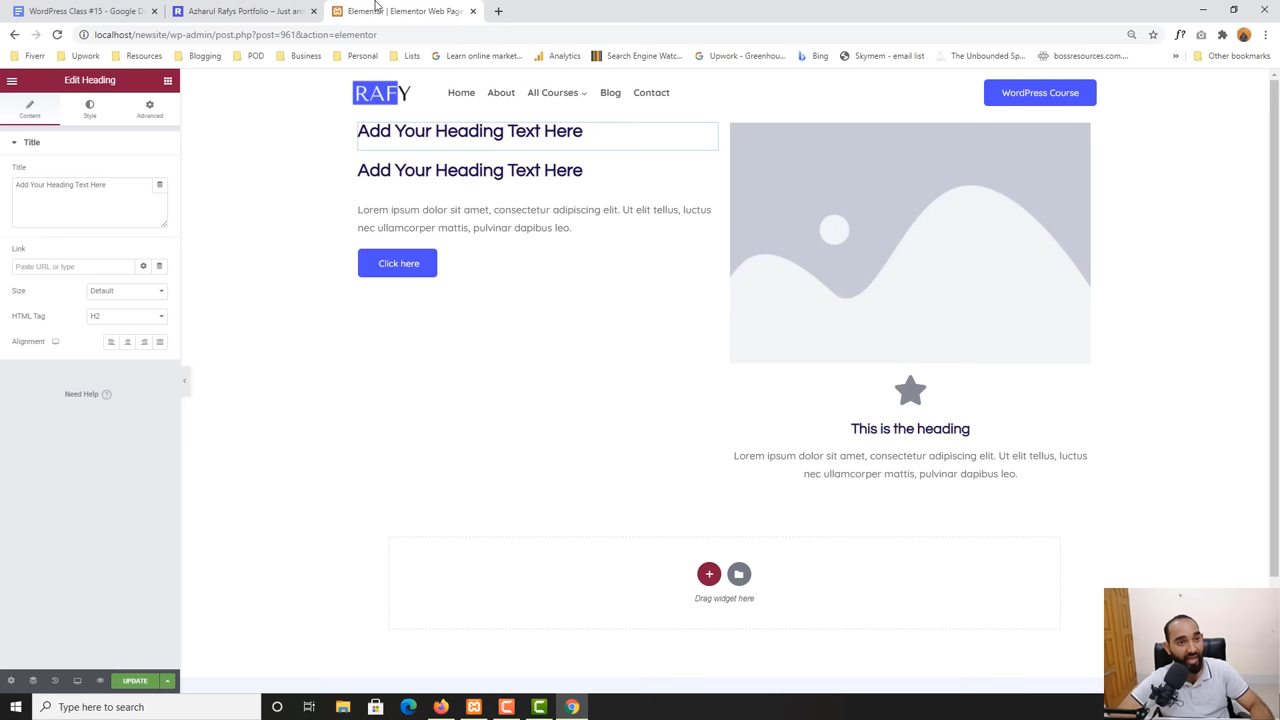 WordPress Class #15 - Google D
Azharul Rafy Portfolio – Just an
Elementor | Elementor Web Page
localhost/newsite/wp-admin/post.php?post=961&action=elementor
Fiverr
Upwork
Resources
Blogging
POD
Business
Personal
Lists
Learn online market...
Analytics
Search Engine Watc...
Upwork - Greenhou...
Bing
Skymem - email list
The Unbounded Sp...
bossresources.com...
Other bookmarks
Edit Heading
Content
Style
Advanced
Title
Title
Add Your Heading Text Here
Link
Paste URL or type
Size
Default
HTML Tag
H2
Alignment
Need Help ?
UPDATE
RAFY
Home
About
All Courses
Blog
Contact
WordPress Course
Add Your Heading Text Here
Add Your Heading Text Here
Lorem ipsum dolor sit amet, consectetur adipiscing elit. Ut elit tellus, luctus
nec ullamcorper mattis, pulvinar dapibus leo.
Click here
This is the heading
Lorem ipsum dolor sit amet, consectetur adipiscing elit. Ut elit tellus, luctus
nec ullamcorper mattis, pulvinar dapibus leo.
Drag widget here
Type here to search